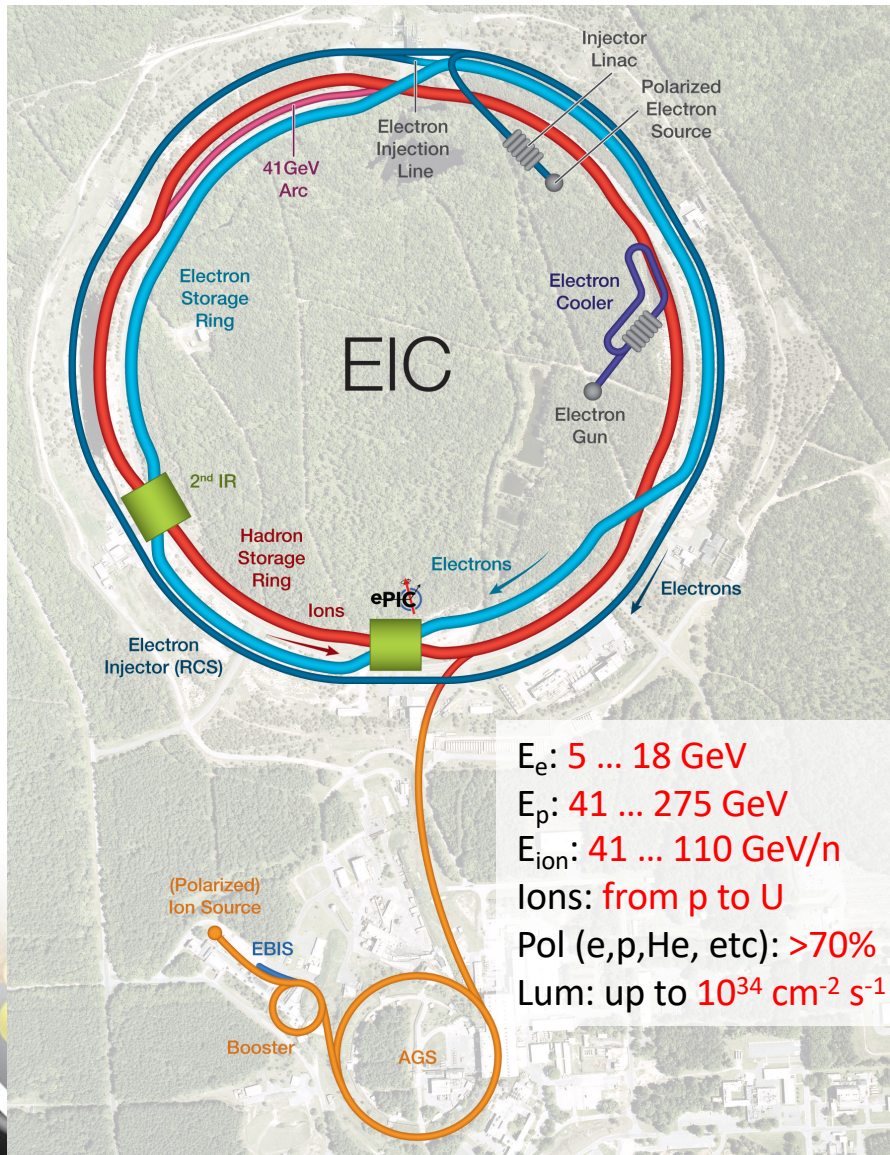 Injector
Linac
Polarized
Electron
Source
Electron
Injection
Line
41 GeV
Arc
Electron
Storage
Ring
Electron
Cooler
EIC
Electron
Gun
2nd IR
Hadron
Storage
Ring
Electrons
Electrons
ePIC
Ions
Electron
Injector (RCS)
Ee: 5 ... 18 GeV
Ep: 41 ... 275 GeV
Eion: 41 ... 110 GeV/n
Ions: from p to U
Pol (e,p,He, etc): >70%
Lum: up to 10³⁴ cm⁻² s⁻¹
(Polarized)
Ion Source
EBIS
Booster
AGS